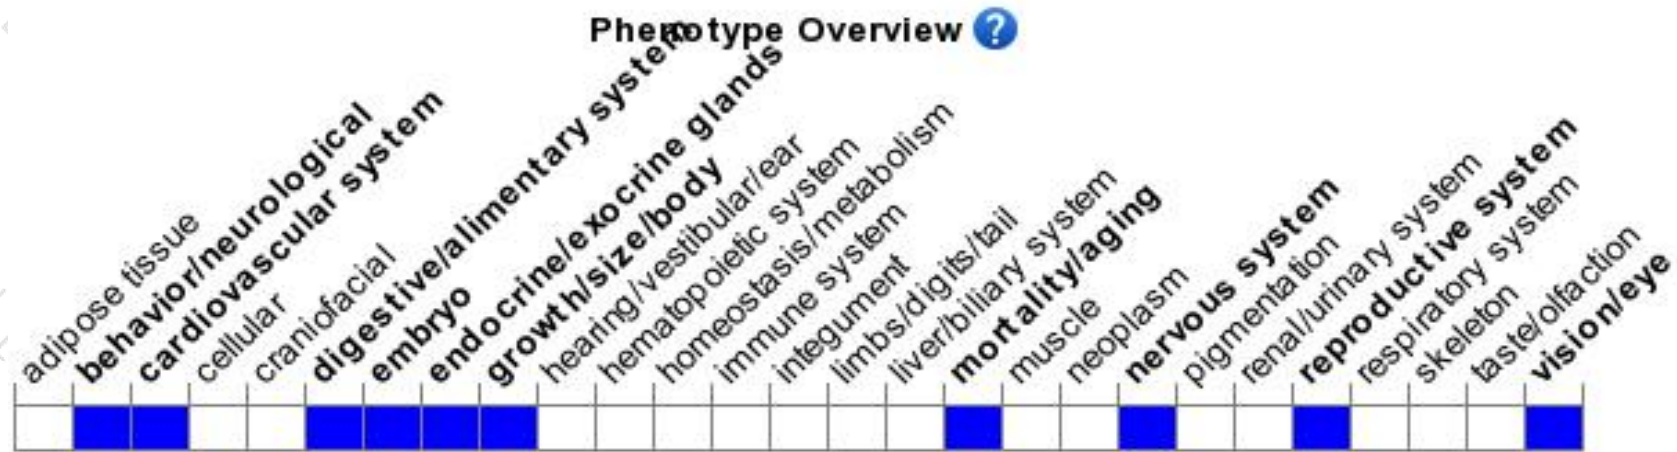 Phenotype Overview ?
adipose tissue
behavior/neurological
cardiovascular system
cellular
craniofacial
digestive/alimentary system
embryo
endocrine/exocrine glands
growth/size/body
hearing/vestibular/ear
hematopoietic system
homeostasis/metabolism
immune system
integument
limbs/digits/tail
liver/biliary system
mortality/aging
muscle
neoplasm
nervous system
pigmentation
renal/urinary system
reproductive system
respiratory system
skeleton
taste/olfaction
vision/eye